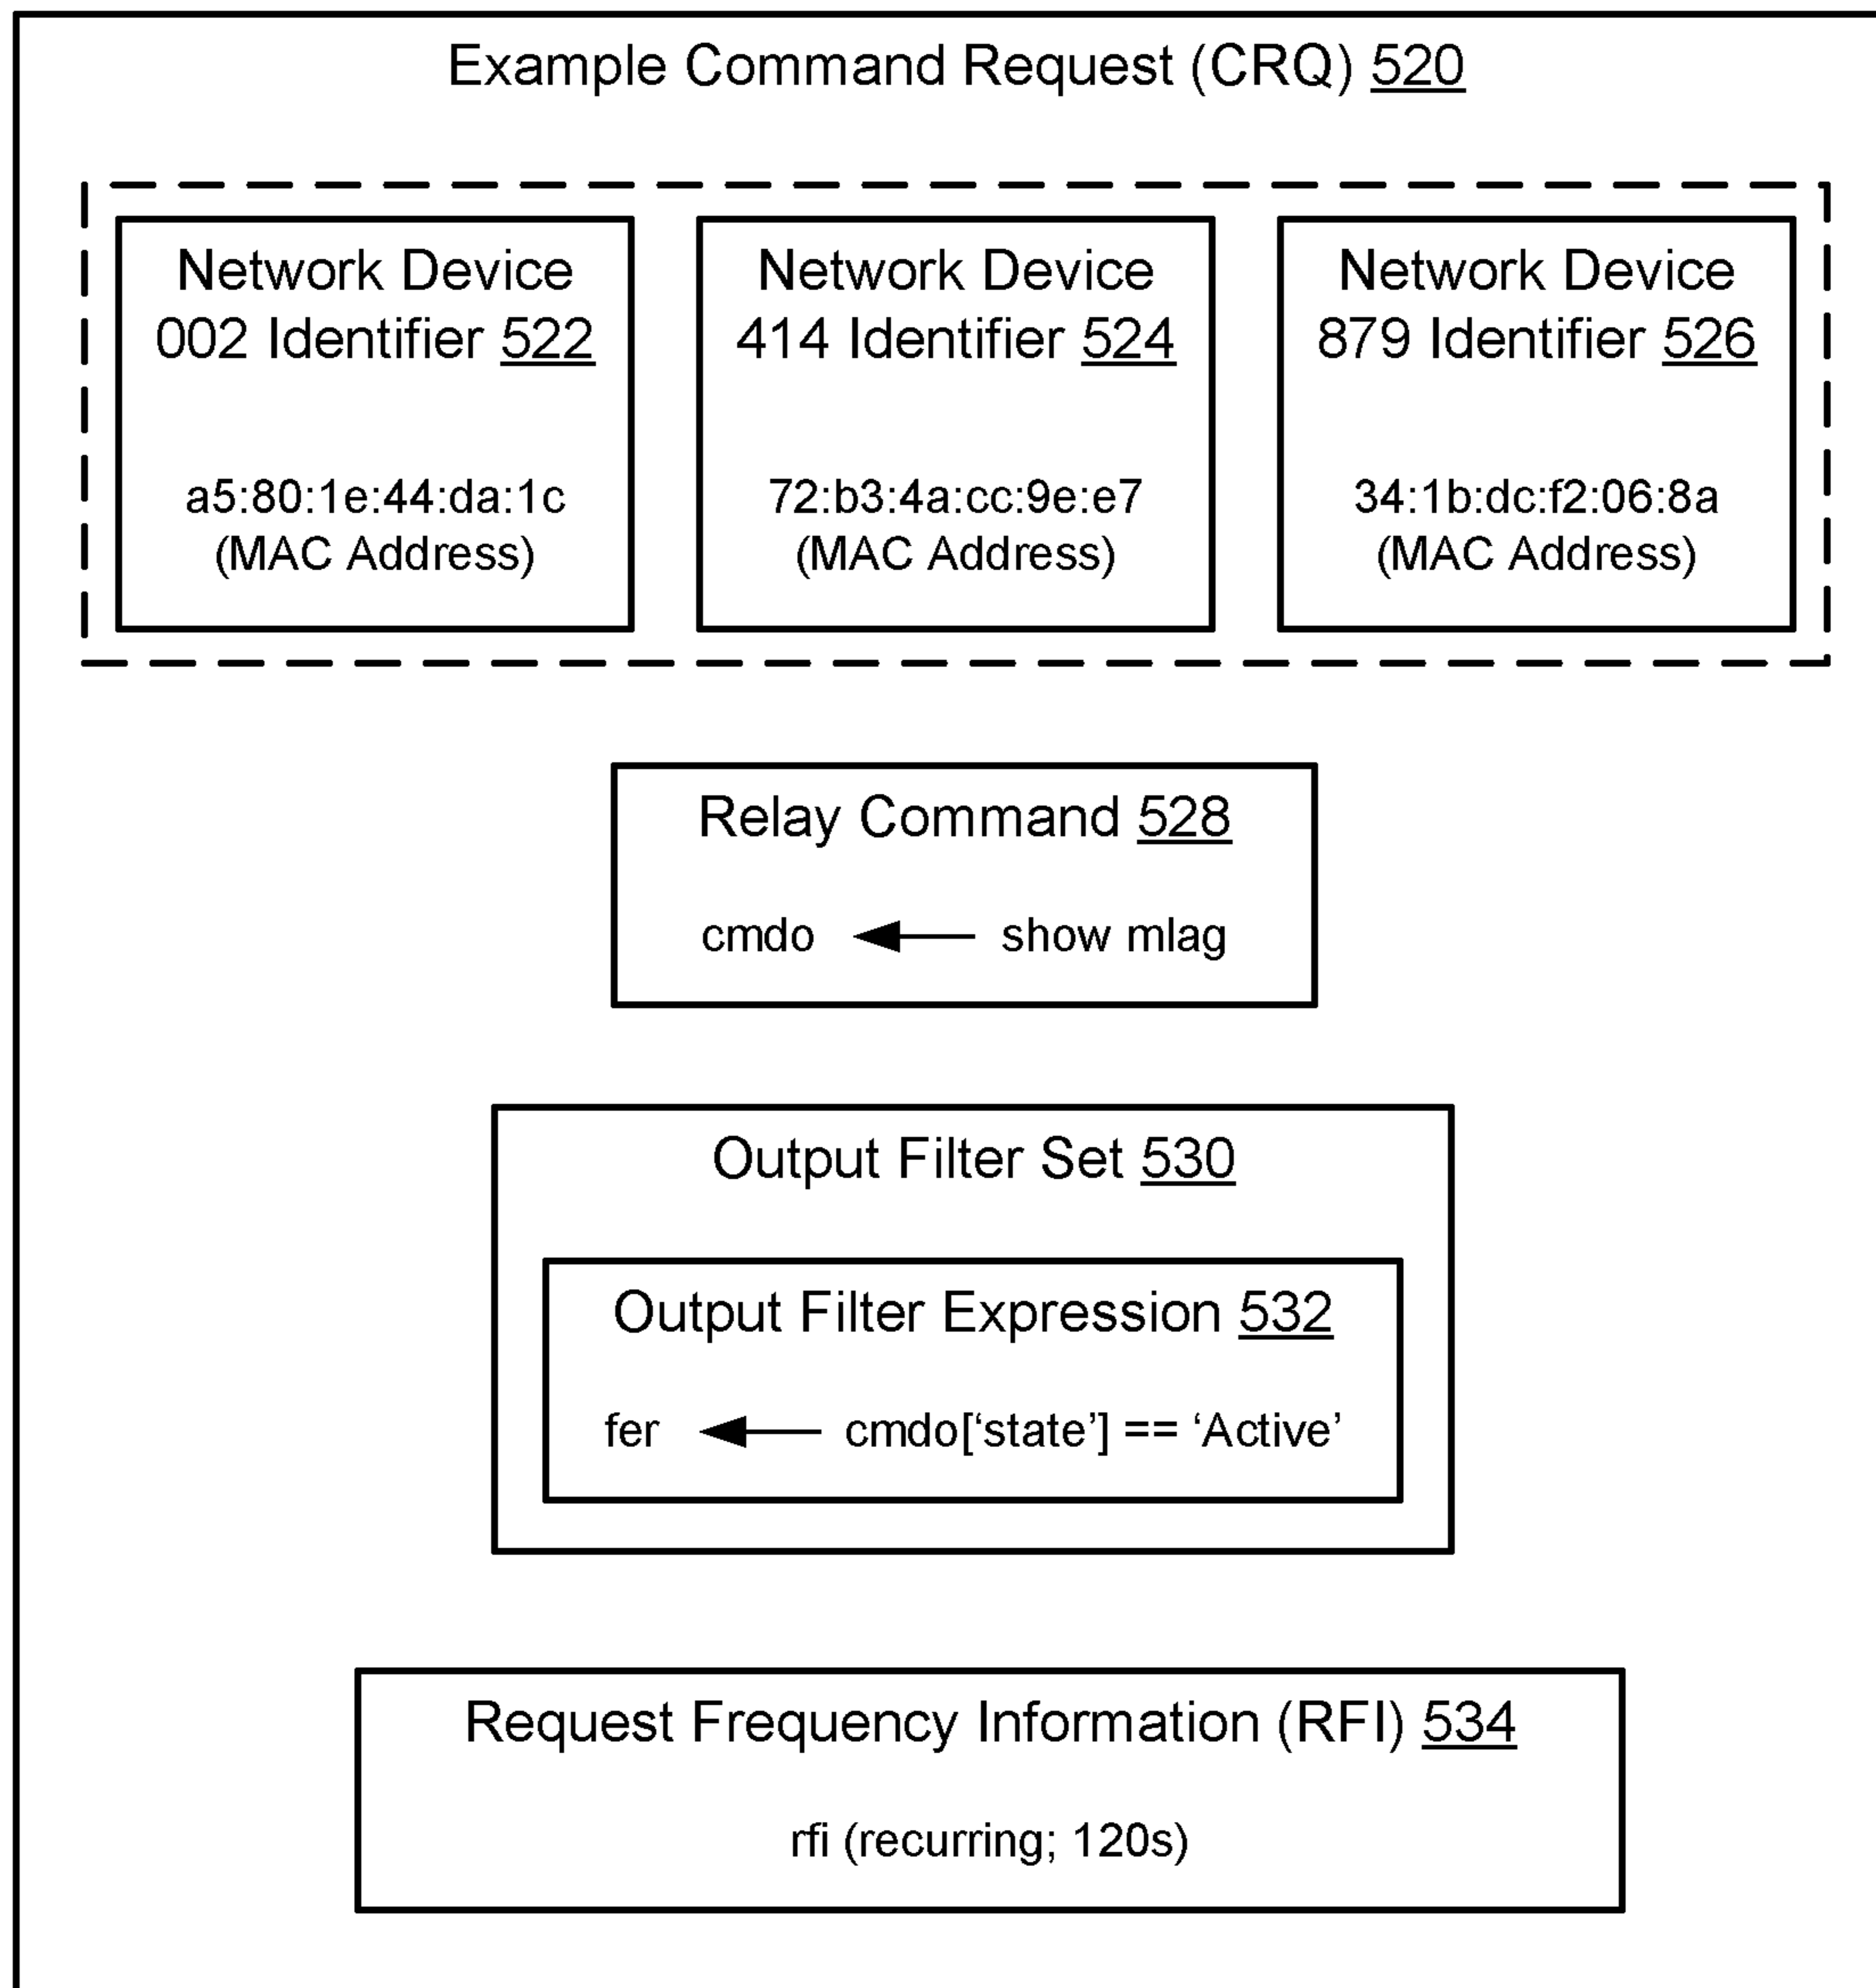 Example Command Request (CRQ) 520
Network Device
002 Identifier 522
a5:80:1e:44:da:1c
(MAC Address)
Network Device
414 Identifier 524
72:b3:4a:cc:9e:e7
(MAC Address)
Network Device
879 Identifier 526
34:1b:dc:f2:06:8a
(MAC Address)
Relay Command 528
cmdo ← show mlag
Output Filter Set 530
Output Filter Expression 532
fer ← cmdo[‘state’] == ‘Active’
Request Frequency Information (RFI) 534
rfi (recurring; 120s)